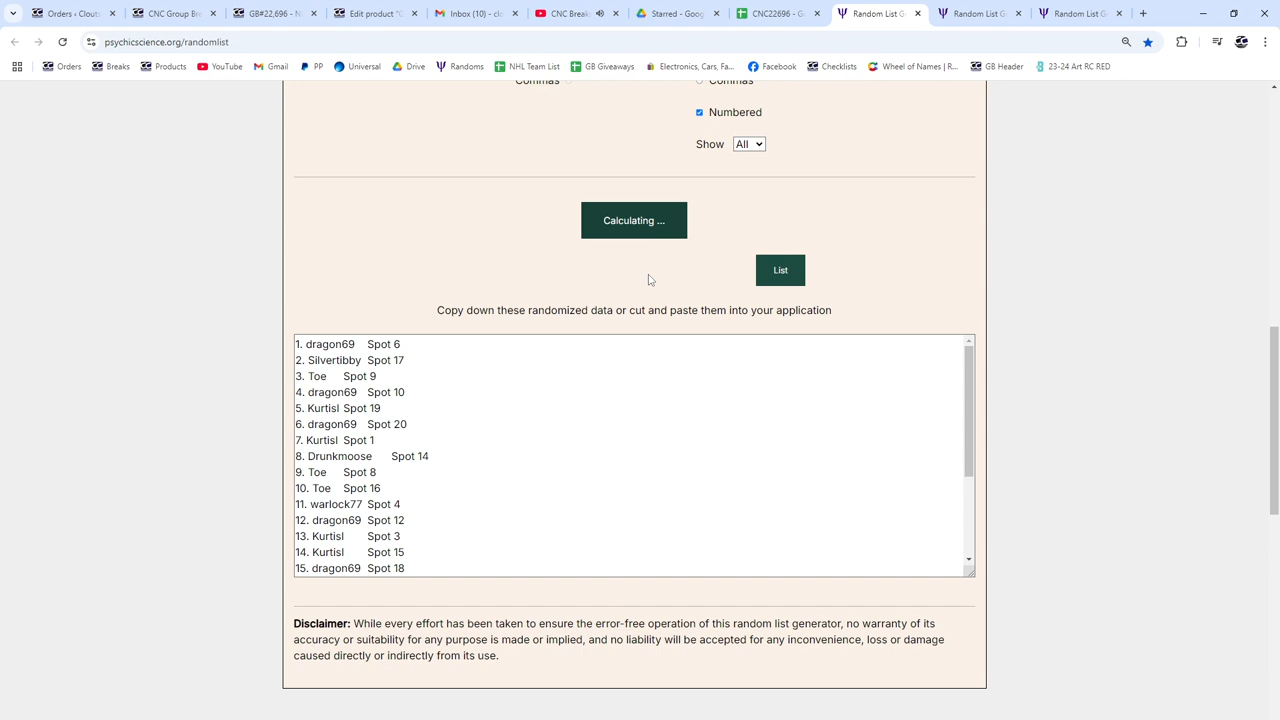 Orders ‹ Clout
CNC Group Bre
GB#22,696 - N
Edit product "G
Inbox (10) - clo
CNC Break
Starred - Goog
CNC22696 - G
Random List Ge
Random List Ge
Random List Ge
psychicscience.org/randomlist
Orders
Breaks
Products
YouTube
Gmail
PP
Universal
Drive
Randoms
NHL Team List
GB Giveaways
Electronics, Cars, Fa...
Facebook
Checklists
Wheel of Names | R...
GB Header
23-24 Art RC RED
Commas
Commas
Numbered
Show All
Calculating ...
List
Copy down these randomized data or cut and paste them into your application
1. dragon69 Spot 6
2. Silvertibby Spot 17
3. Toe Spot 9
4. dragon69 Spot 10
5. Kurtisl Spot 19
6. dragon69 Spot 20
7. Kurtisl Spot 1
8. Drunkmoose Spot 14
9. Toe Spot 8
10. Toe Spot 16
11. warlock77 Spot 4
12. dragon69 Spot 12
13. Kurtisl Spot 3
14. Kurtisl Spot 15
15. dragon69 Spot 18
Disclaimer: While every effort has been taken to ensure the error-free operation of this random list generator, no warranty of its
accuracy or suitability for any purpose is made or implied, and no liability will be accepted for any inconvenience, loss or damage
caused directly or indirectly from its use.